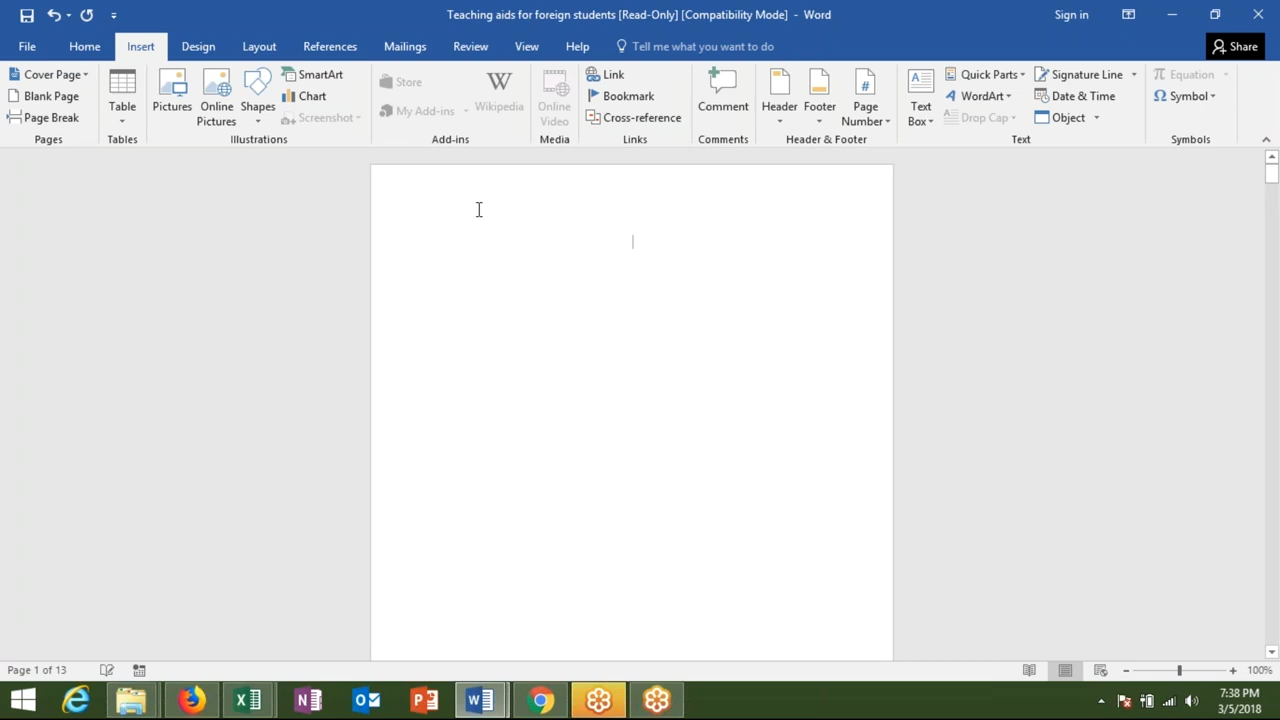 Teaching aids for foreign students [Read-Only] [Compatibility Mode] - Word
Sign in
File Home Insert Design Layout References Mailings Review View Help Tell me what you want to do
Share
Cover Page
Blank Page
Page Break
Pages
Table
Tables
Pictures
Online Pictures
Shapes
SmartArt
Chart
Screenshot
Illustrations
Store
My Add-ins
Wikipedia
Add-ins
Online Video
Media
Link
Bookmark
Cross-reference
Links
Comment
Comments
Header
Footer
Page Number
Header & Footer
Text Box
Quick Parts
WordArt
Drop Cap
Signature Line
Date & Time
Object
Text
Equation
Symbol
Symbols
Page 1 of 13
100%
7:38 PM
3/5/2018